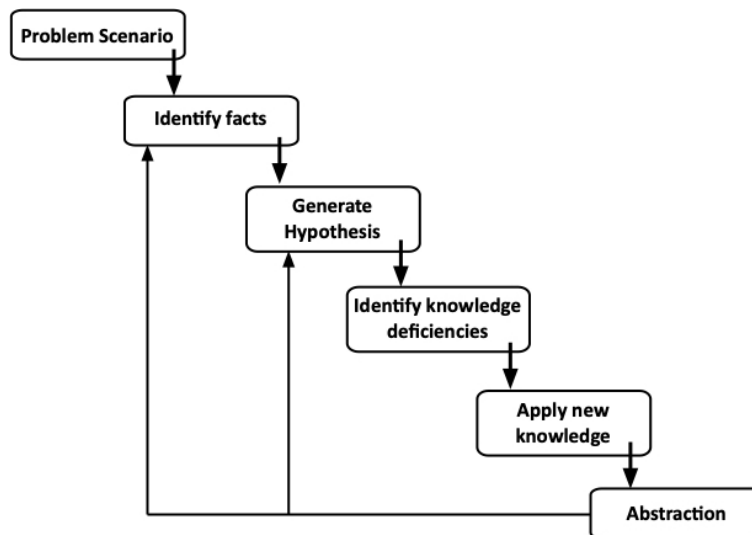 Problem Scenario
Identify facts
Generate
Hypothesis
Identify knowledge
deficiencies
Apply new
knowledge
Abstraction